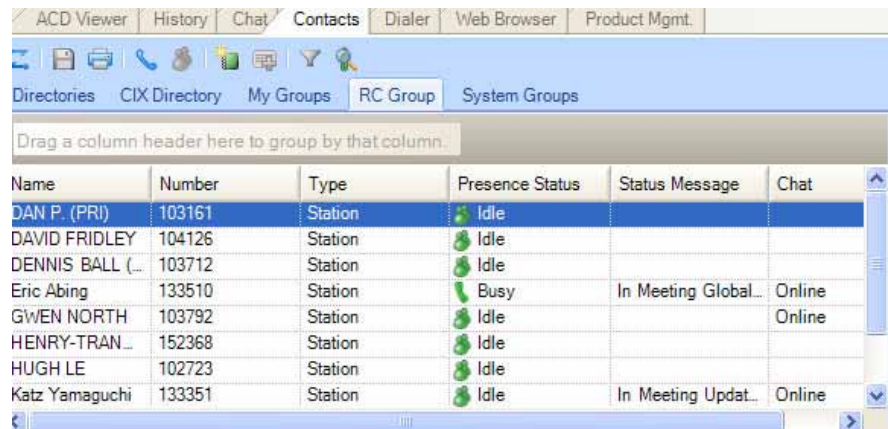 ACD Viewer History Chat Contacts Dialer Web Browser Product Mgmt.
Directories CIX Directory My Groups RC Group System Groups
Drag a column header here to group by that column.
Name Number Type Presence Status Status Message Chat
DAN P. (PRI) 103161 Station Idle
DAVID FRIDLEY 104126 Station Idle
DENNIS BALL (... 103712 Station Idle
Eric Abing 133510 Station Busy In Meeting Global... Online
GWEN NORTH 103792 Station Idle Online
HENRY-TRAN... 152368 Station Idle
HUGH LE 102723 Station Idle
Katz Yamaguchi 133351 Station Idle In Meeting Updat... Online